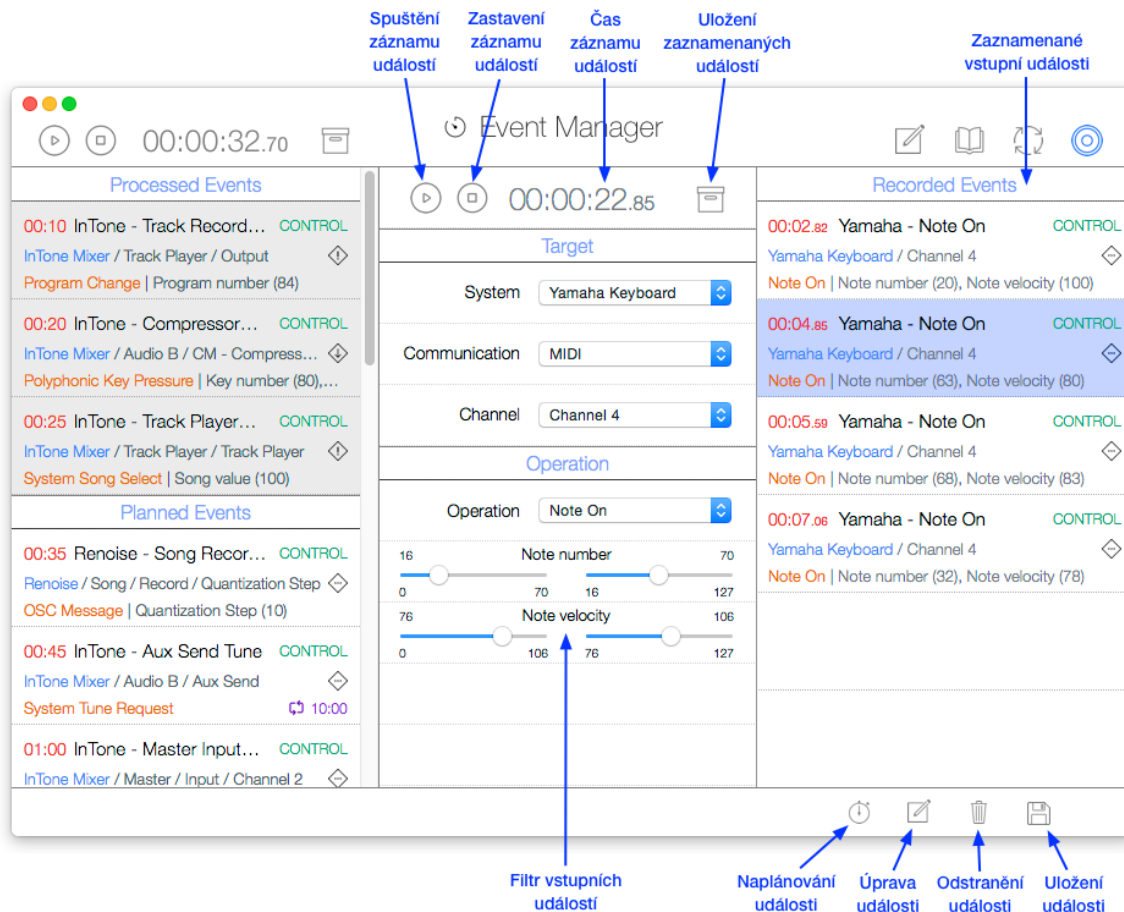 Spuštění
záznamu
událostí
Zastavení
záznamu
událostí
Čas
záznamu
událostí
Uložení
zaznamenaných
událostí
Zaznamenané
vstupní události
00:00:32.70
Event Manager
Processed Events
00:10 InTone - Track Record... CONTROL
InTone Mixer / Track Player / Output
Program Change | Program number (84)
00:20 InTone - Compressor... CONTROL
InTone Mixer / Audio B / CM - Compress...
Polyphonic Key Pressure | Key number (80),...
00:25 InTone - Track Player... CONTROL
InTone Mixer / Track Player / Track Player
System Song Select | Song value (100)
Planned Events
00:35 Renoise - Song Recor... CONTROL
Renoise / Song / Record / Quantization Step
OSC Message | Quantization Step (10)
00:45 InTone - Aux Send Tune CONTROL
InTone Mixer / Audio B / Aux Send
System Tune Request 10:00
01:00 InTone - Master Input... CONTROL
InTone Mixer / Master / Input / Channel 2
00:00:22.85
Target
System Yamaha Keyboard
Communication MIDI
Channel Channel 4
Operation
Operation Note On
16 Note number 70
0 70 16 127
76 Note velocity 106
0 106 76 127
Recorded Events
00:02.82 Yamaha - Note On CONTROL
Yamaha Keyboard / Channel 4
Note On | Note number (20), Note velocity (100)
00:04.85 Yamaha - Note On CONTROL
Yamaha Keyboard / Channel 4
Note On | Note number (63), Note velocity (80)
00:05.59 Yamaha - Note On CONTROL
Yamaha Keyboard / Channel 4
Note On | Note number (68), Note velocity (83)
00:07.06 Yamaha - Note On CONTROL
Yamaha Keyboard / Channel 4
Note On | Note number (32), Note velocity (78)
Filtr vstupních
událostí
Naplánování
události
Úprava
události
Odstranění
události
Uložení
události